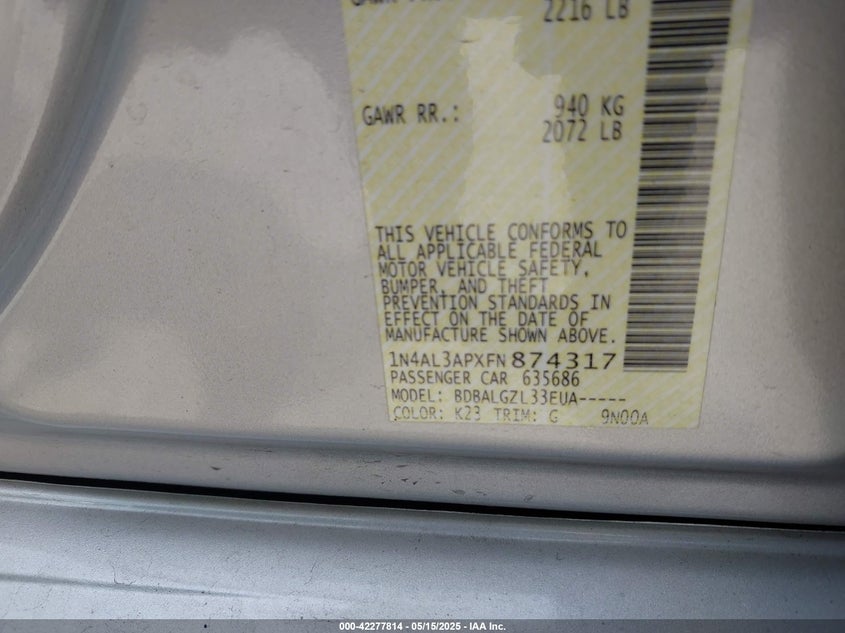 2216 LB
GAWR RR.: 940 KG
2072 LB
THIS VEHICLE CONFORMS TO
ALL APPLICABLE FEDERAL
MOTOR VEHICLE SAFETY,
BUMPER, AND THEFT
PREVENTION STANDARDS IN
EFFECT ON THE DATE OF
MANUFACTURE SHOWN ABOVE.
1N4AL3APXFN874317
PASSENGER CAR 635686
MODEL: BDBALGZL33EUA-----
COLOR: K23 TRIM: G 9N00A
000-42277814 - 05/15/2025 - IAA Inc.